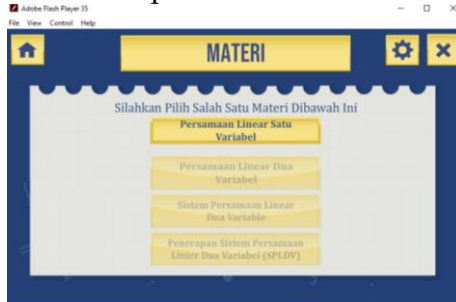 Adobe Flash Player 35
File View Control Help
MATERI
Silahkan Pilih Salah Satu Materi Dibawah Ini
Persamaan Linear Satu
Variabel
Persamaan Linear Dua
Variabel
Sistem Persamaan Linear
Dua Variable
Penerapan Sistem Persamaan
Linier Dua Variabel (SPLDV)